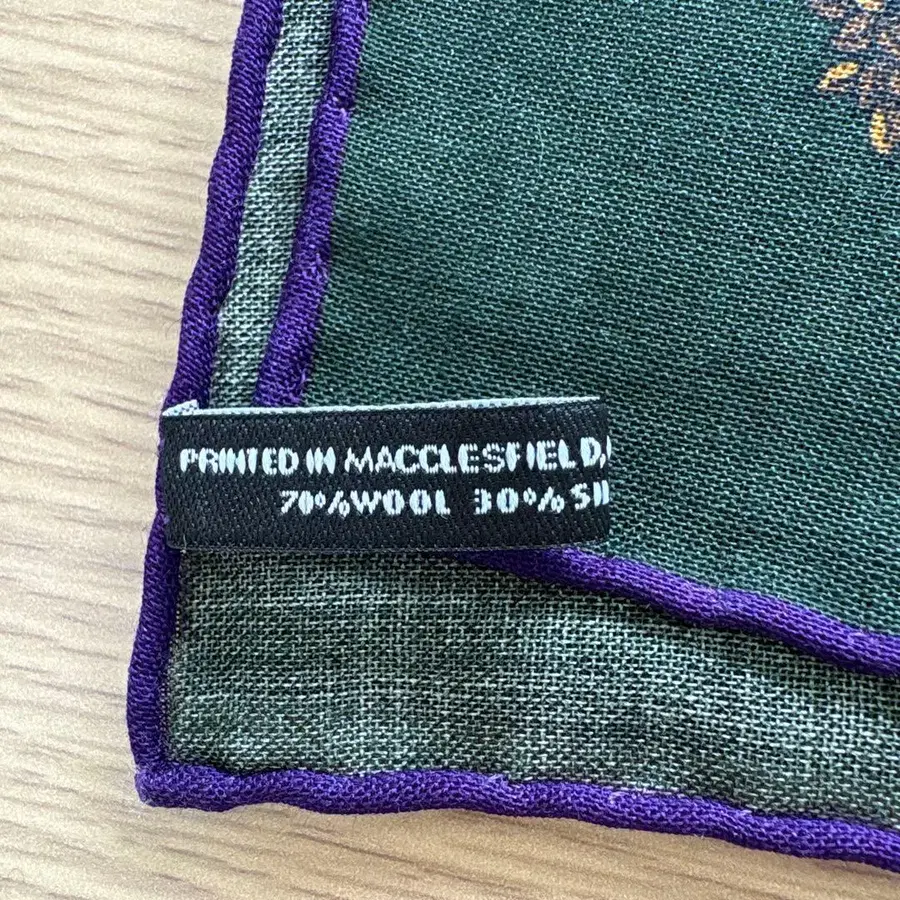 PRINTED IN MACCLESFIELD,
70%WOOL 30%